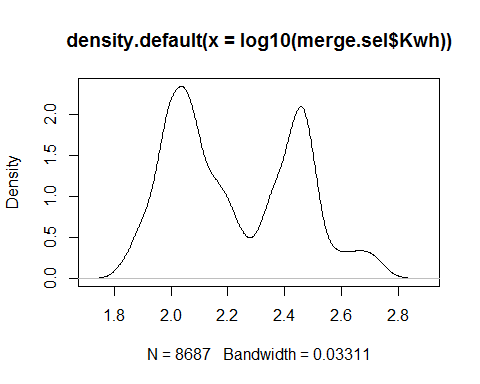 density.default(x = log10(merge.sel$Kwh))
Density
2.0
1.5
1.0
0.5
0.0
1.8 2.0 2.2 2.4 2.6 2.8
N = 8687 Bandwidth = 0.03311